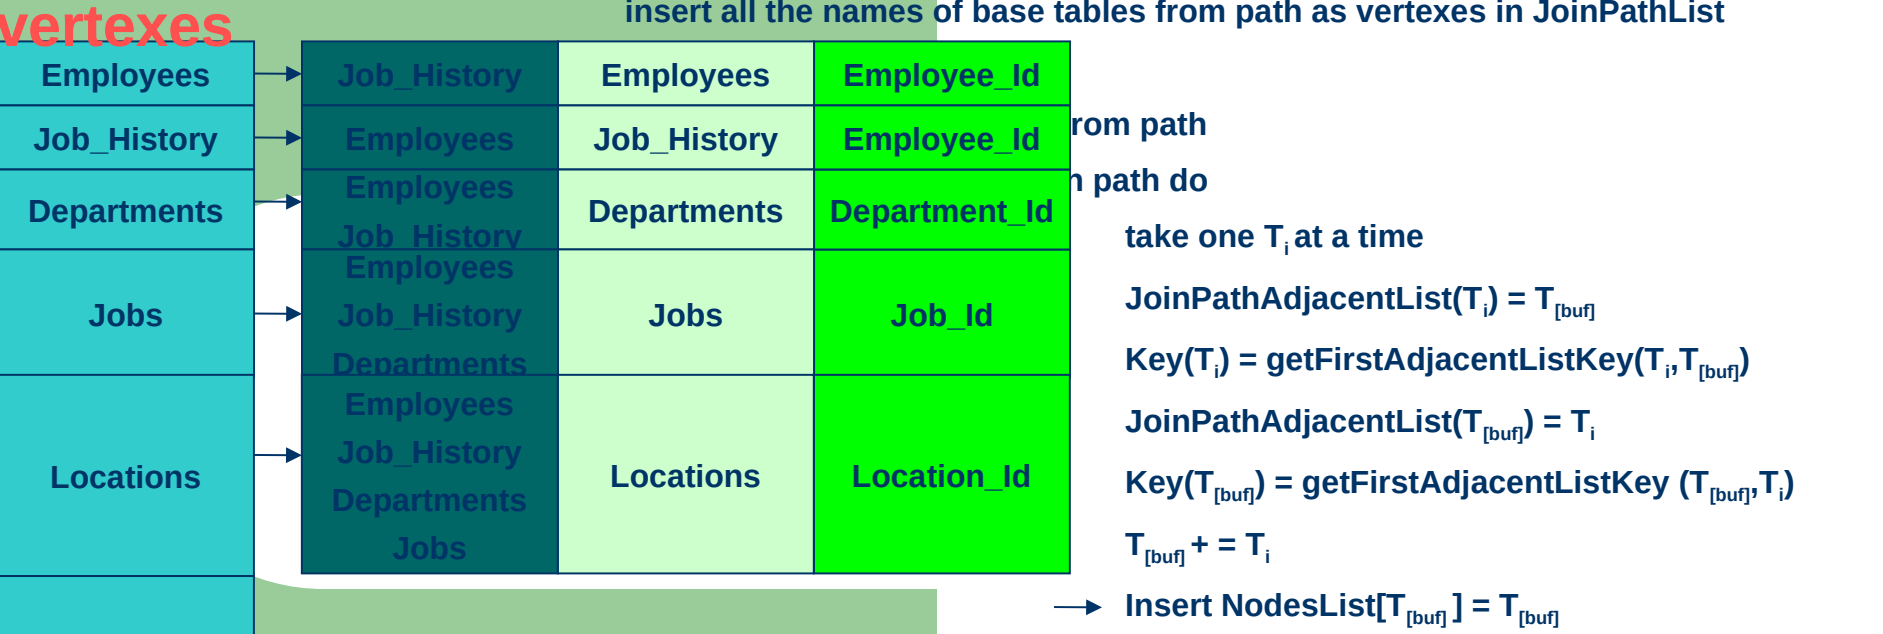 insert all the names of base tables from path as vertexes in JoinPathList
vertexes
Employees Job_History Employees Employee_Id
rom path
Job_History Employees Job_History Employee_Id
n path do
Employees
Departments Job_History Departments Department_Id
take one Ti at a time
Employees
Jobs Job_History Jobs Job_Id
Departments
JoinPathAdjacentList(Ti) = T[buf]
Key(Ti) = getFirstAdjacentListKey(Ti,T[buf])
Employees
Job_History
Locations Departments Locations Location_Id
Jobs
JoinPathAdjacentList(T[buf]) = Ti
Key(T[buf]) = getFirstAdjacentListKey (T[buf],Ti)
T[buf] + = Ti
Insert NodesList[T[buf] ] = T[buf]